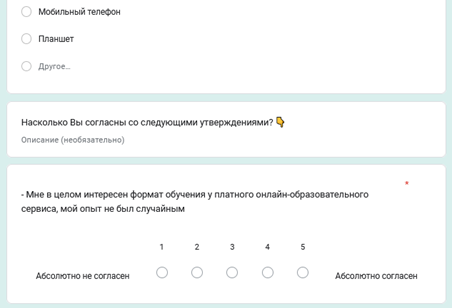 Мобильный телефон
Планшет
Другое...
Насколько Вы согласны со следующими утверждениями? 👇
Описание (необязательно)
*
- Мне в целом интересен формат обучения у платного онлайн-образовательного
сервиса, мой опыт не был случайным
1 2 3 4 5
Абсолютно не согласен Абсолютно согласен